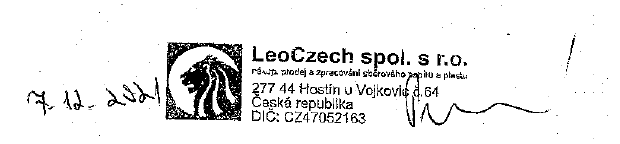 LeoCzech spol. s r.o.
nákup, prodej a zpracování sběrového papíru a plastu
7. 12. 2021
277 44 Hostín u Vojkovic č.64
Česká republika
DIČ: CZ47052163